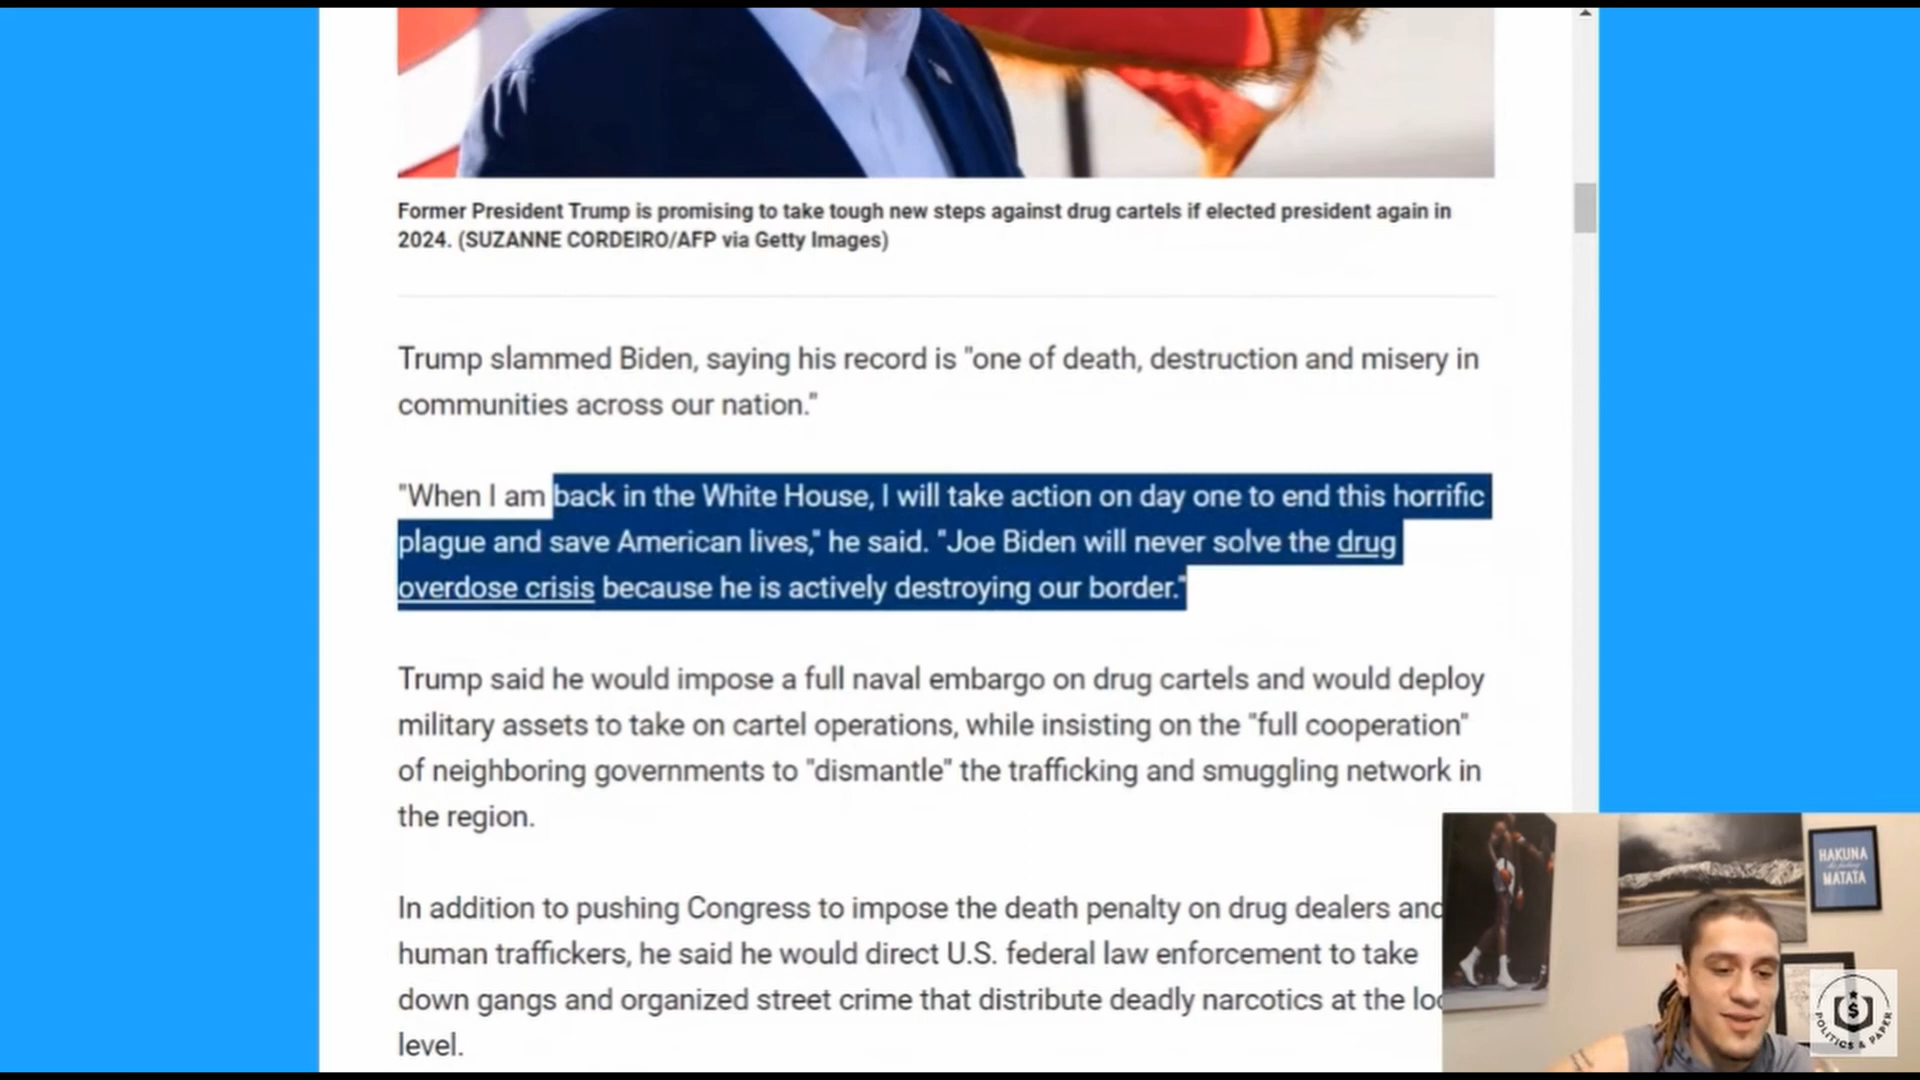 Former President Trump is promising to take tough new steps against drug cartels if elected president again in
2024. (SUZANNE CORDEIRO/AFP via Getty Images)
Trump slammed Biden, saying his record is "one of death, destruction and misery in
communities across our nation."
"When I am back in the White House, I will take action on day one to end this horrific
plague and save American lives," he said. "Joe Biden will never solve the drug
overdose crisis because he is actively destroying our border."
Trump said he would impose a full naval embargo on drug cartels and would deploy
military assets to take on cartel operations, while insisting on the "full cooperation"
of neighboring governments to "dismantle" the trafficking and smuggling network in
the region.
In addition to pushing Congress to impose the death penalty on drug dealers and
human traffickers, he said he would direct U.S. federal law enforcement to take
down gangs and organized street crime that distribute deadly narcotics at the
level.
HAKUNA
MATATA
POLITICS & PAPER